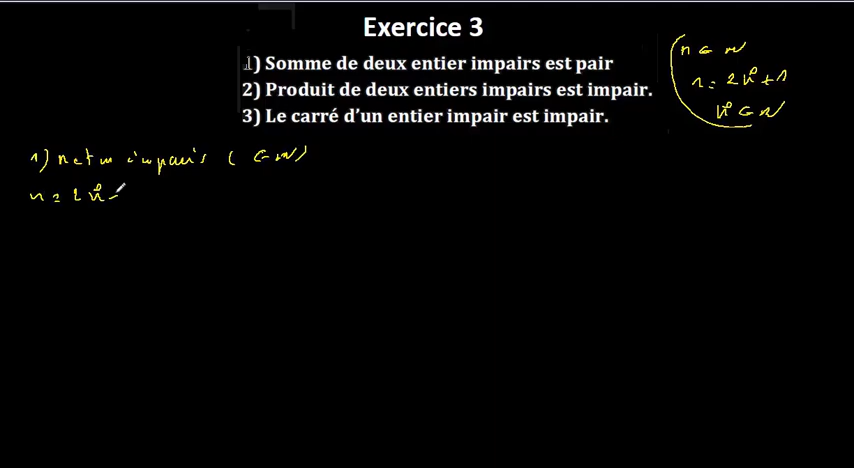 Exercice 3
1) Somme de deux entier impairs est pair
2) Produit de deux entiers impairs est impair.
3) Le carré d'un entier impair est impair.
n ∈ ℕ
n = 2k + 1
k ∈ ℕ
1) n et m impairs ( ∈ ℕ)
n = 2k -